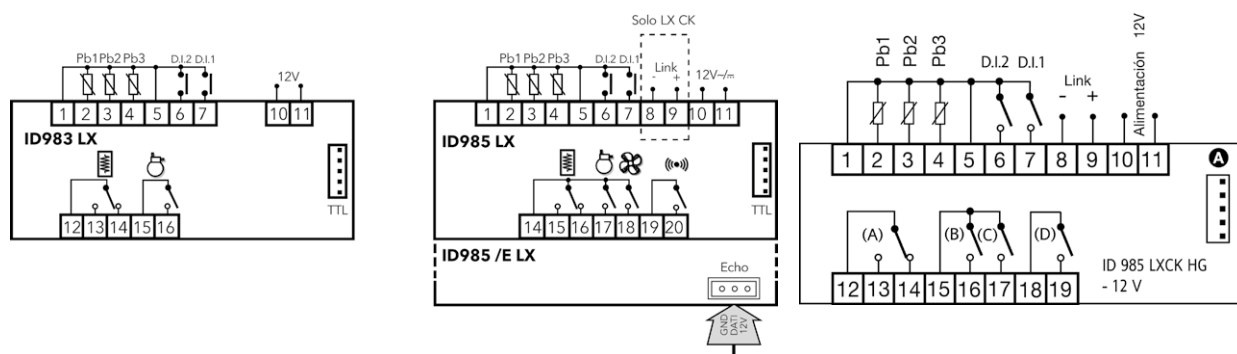 Pb1 Pb2 Pb3 D.I.2 D.I.1
12V
1 2 3 4 5 6 7 10 11
ID983 LX
TTL
12 13 14 15 16
Solo LX CK
Pb1 Pb2 Pb3 D.I.2 D.I.1
Link
- +
12V~/m
1 2 3 4 5 6 7 8 9 10 11
ID985 LX
TTL
14 15 16 17 18 19 20
ID985 /E LX
Echo
GND
DATI
12V
Pb1 Pb2 Pb3 D.I.2 D.I.1
Link
- +
Alimentación 12V
1 2 3 4 5 6 7 8 9 10 11
A
(A) (B) (C) (D)
12 13 14 15 16 17 18 19
ID 985 LXCK HG
- 12 V